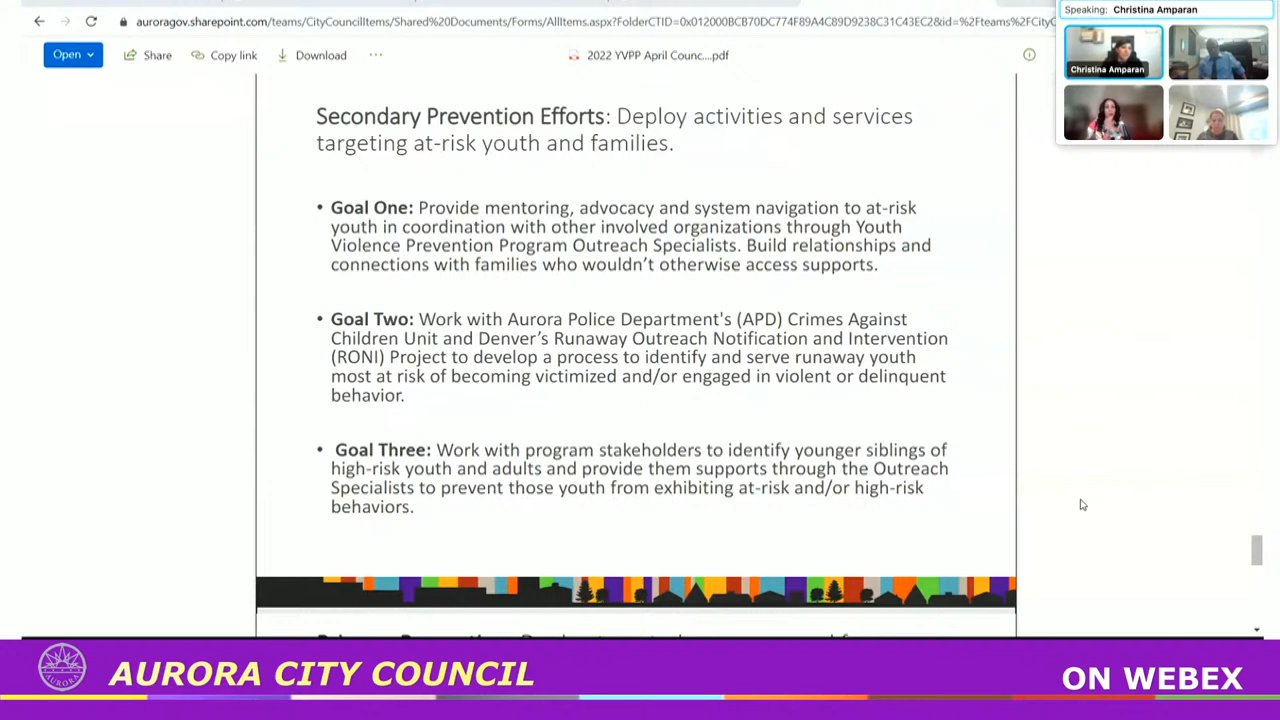 Speaking: Christina Amparan
auroragov.sharepoint.com/teams/CityCouncilItems/Shared%20Documents/Forms/AllItems.aspx?FolderCTID=0x012000BCB70DC774F89A4C89D9238C31C43EC2&id=%2Fteams%2FCityC
Open
Share
Copy link
Download
...
2022 YVPP April Counc....pdf
Christina Amparan
Secondary Prevention Efforts: Deploy activities and services
targeting at-risk youth and families.
• Goal One: Provide mentoring, advocacy and system navigation to at-risk
youth in coordination with other involved organizations through Youth
Violence Prevention Program Outreach Specialists. Build relationships and
connections with families who wouldn't otherwise access supports.
• Goal Two: Work with Aurora Police Department's (APD) Crimes Against
Children Unit and Denver's Runaway Outreach Notification and Intervention
(RONI) Project to develop a process to identify and serve runaway youth
most at risk of becoming victimized and/or engaged in violent or delinquent
behavior.
• Goal Three: Work with program stakeholders to identify younger siblings of
high-risk youth and adults and provide them supports through the Outreach
Specialists to prevent those youth from exhibiting at-risk and/or high-risk
behaviors.
AURORA CITY COUNCIL
ON WEBEX